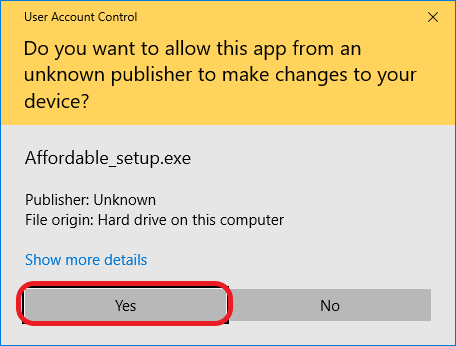 User Account Control
Do you want to allow this app from an
unknown publisher to make changes to your
device?
Affordable_setup.exe
Publisher: Unknown
File origin: Hard drive on this computer
Show more details
Yes
No